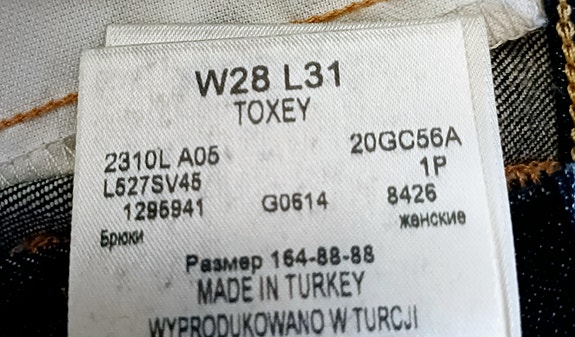 W28 L31
TOXEY
2310L A05 20GC56A
L527SV45 1P
1295941 G0614 8426
Брюки женские
Размер 164-88-88
MADE IN TURKEY
WYPRODUKOWANO W TURCJI